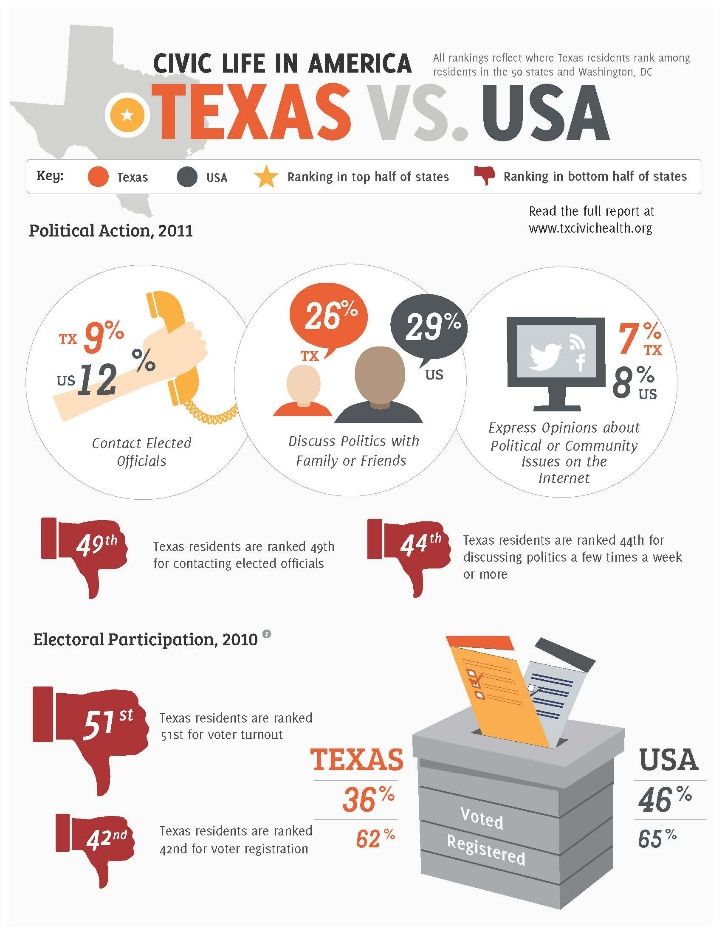 CIVIC LIFE IN AMERICA
All rankings reflect where Texas residents rank among
residents in the 50 states and Washington, DC
TEXAS VS. USA
Key: Texas USA Ranking in top half of states Ranking in bottom half of states
Read the full report at
www.txcivichealth.org
Political Action, 2011
TX 9%
US 12 %
Contact Elected
Officials
26%
TX
29%
US
Discuss Politics with
Family or Friends
7%
TX
8%
US
Express Opinions about
Political or Community
Issues on the
Internet
49th
Texas residents are ranked 49th
for contacting elected officials
44th
Texas residents are ranked 44th for
discussing politics a few times a week
or more
Electoral Participation, 2010 2
51st
Texas residents are ranked
51st for voter turnout
42nd
Texas residents are ranked
42nd for voter registration
TEXAS
36%
62%
Voted
Registered
USA
46%
65%